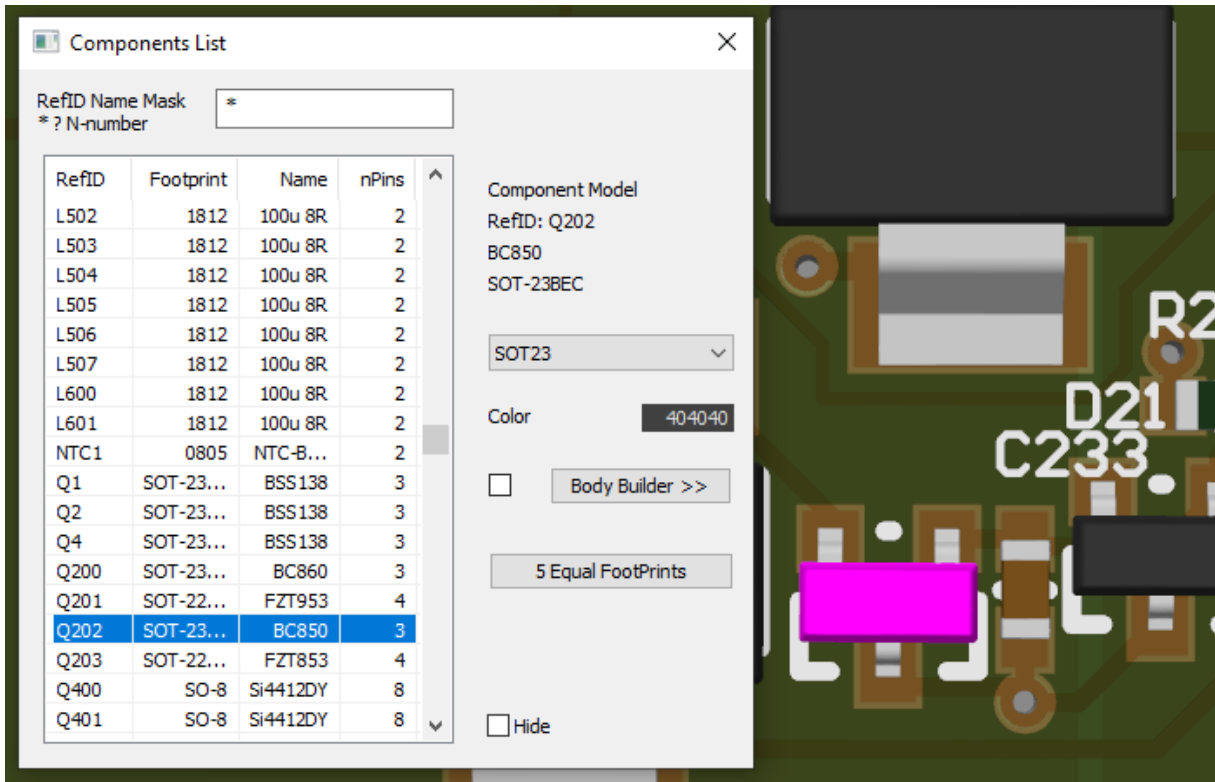 Components List
RefID Name Mask *
* ? N-number
RefID Footprint Name nPins
L502 1812 100u 8R 2
L503 1812 100u 8R 2
L504 1812 100u 8R 2
L505 1812 100u 8R 2
L506 1812 100u 8R 2
L507 1812 100u 8R 2
L600 1812 100u 8R 2
L601 1812 100u 8R 2
NTC1 0805 NTC-B... 2
Q1 SOT-23... BSS138 3
Q2 SOT-23... BSS138 3
Q4 SOT-23... BSS138 3
Q200 SOT-23... BC860 3
Q201 SOT-22... FZT953 4
Q202 SOT-23... BC850 3
Q203 SOT-22... FZT853 4
Q400 SO-8 Si4412DY 8
Q401 SO-8 Si4412DY 8
Component Model
RefID: Q202
BC850
SOT-23BEC
SOT23
Color 404040
Body Builder >>
5 Equal FootPrints
Hide
R2
D21
C233